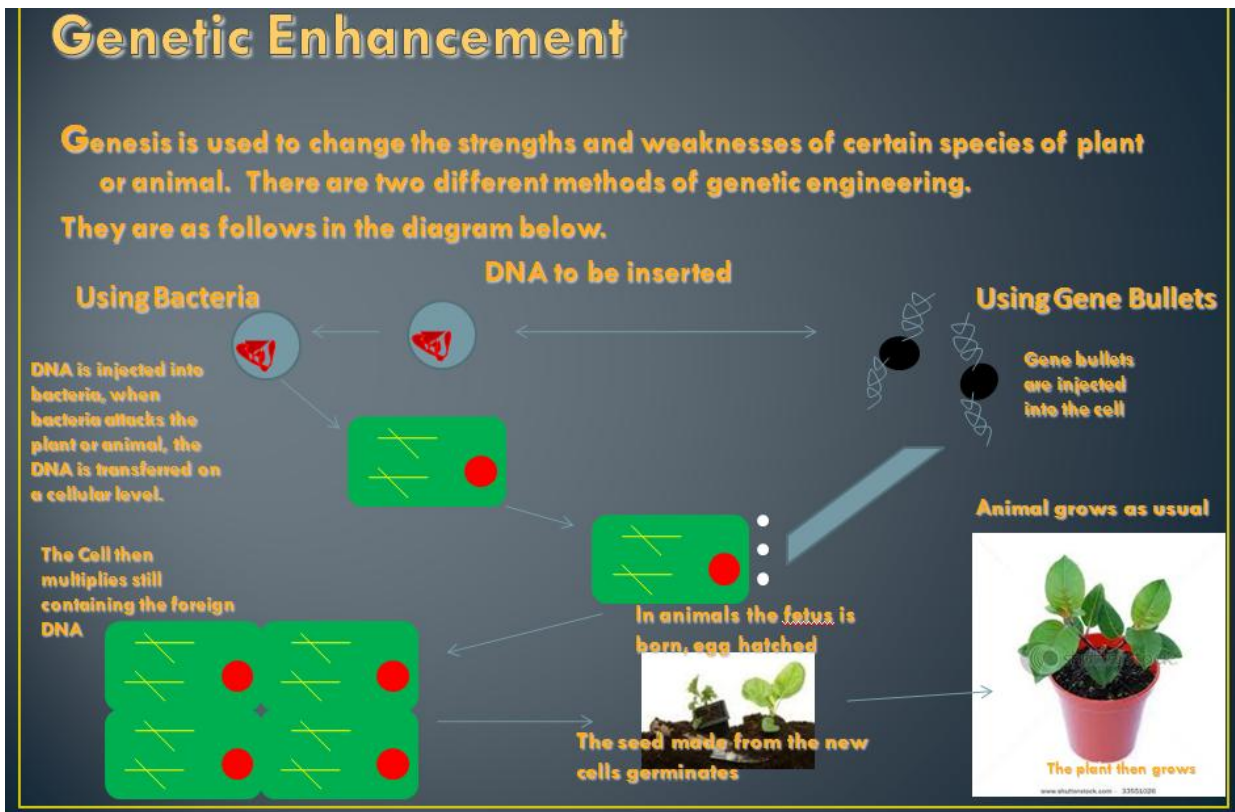 Genetic Enhancement
Genesis is used to change the strengths and weaknesses of certain species of plant
or animal. There are two different methods of genetic engineering.
They are as follows in the diagram below.
DNA to be inserted
Using Bacteria
Using Gene Bullets
DNA is injected into
bacteria, when
bacteria attacks the
plant or animal, the
DNA is transferred on
a cellular level.
Gene bullets
are injected
into the cell
Animal grows as usual
The Cell then
multiplies still
containing the foreign
DNA
In animals the fetus is
born, egg hatched
The seed made from the new
cells germinates
The plant then grows
www.shutterstock.com · 33551026